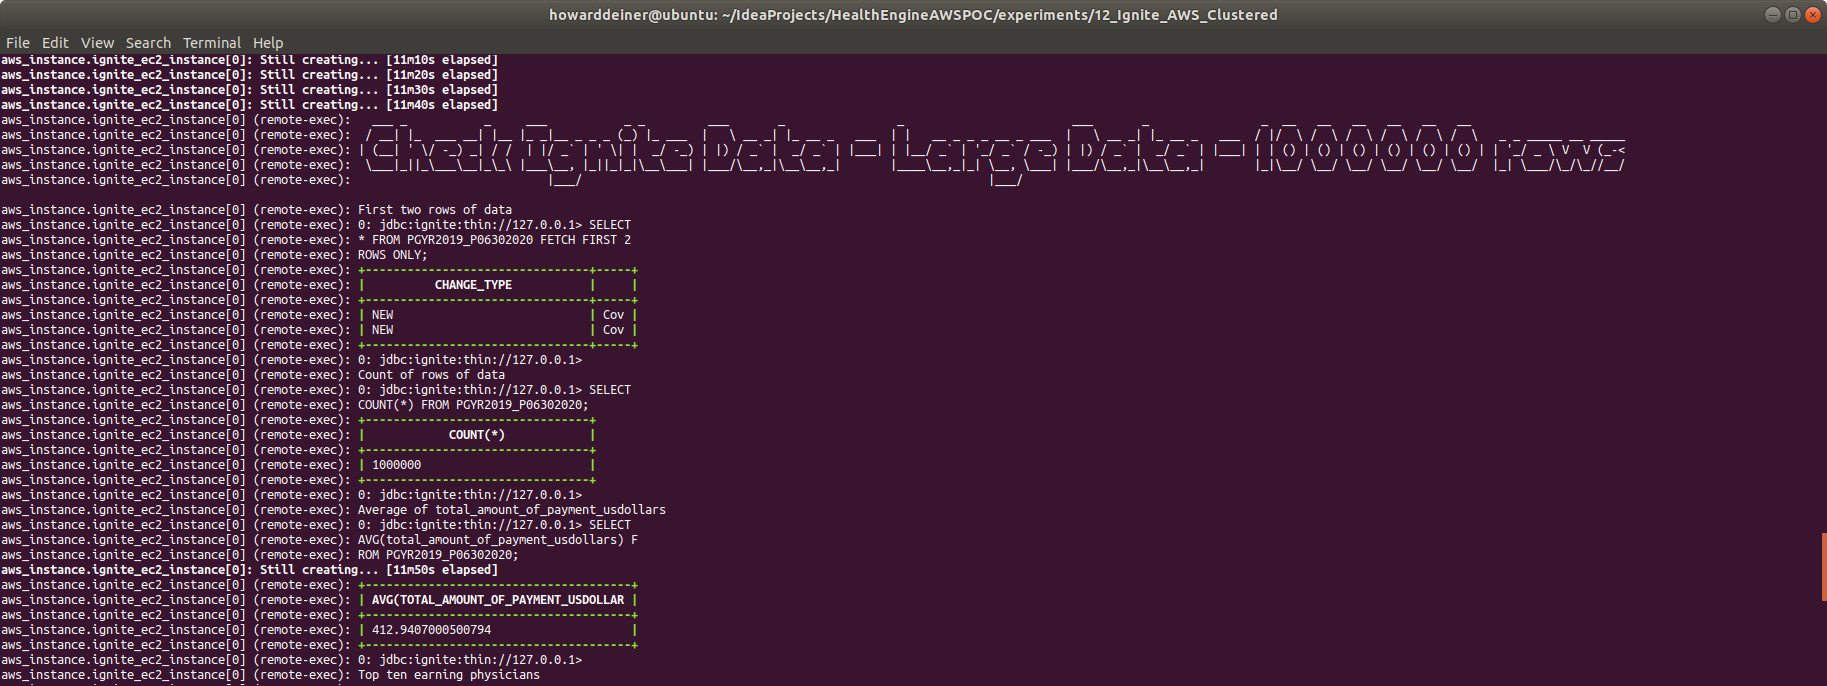 howarddeiner@ubuntu: ~/IdeaProjects/HealthEngineAWSPOC/experiments/12_Ignite_AWS_Clustered
File Edit View Search Terminal Help
aws_instance.ignite_ec2_instance[0]: Still creating... [11m10s elapsed]
aws_instance.ignite_ec2_instance[0]: Still creating... [11m20s elapsed]
aws_instance.ignite_ec2_instance[0]: Still creating... [11m30s elapsed]
aws_instance.ignite_ec2_instance[0]: Still creating... [11m40s elapsed]
aws_instance.ignite_ec2_instance[0] (remote-exec):
aws_instance.ignite_ec2_instance[0] (remote-exec):
aws_instance.ignite_ec2_instance[0] (remote-exec): Check Ignite Data - Large Data - 1000000 rows
aws_instance.ignite_ec2_instance[0] (remote-exec):
aws_instance.ignite_ec2_instance[0] (remote-exec):
aws_instance.ignite_ec2_instance[0] (remote-exec): First two rows of data
aws_instance.ignite_ec2_instance[0] (remote-exec): 0: jdbc:ignite:thin://127.0.0.1> SELECT
aws_instance.ignite_ec2_instance[0] (remote-exec): * FROM PGYR2019_P06302020 FETCH FIRST 2
aws_instance.ignite_ec2_instance[0] (remote-exec): ROWS ONLY;
aws_instance.ignite_ec2_instance[0] (remote-exec): +--------------------------------+-----+
aws_instance.ignite_ec2_instance[0] (remote-exec): | CHANGE_TYPE | |
aws_instance.ignite_ec2_instance[0] (remote-exec): +--------------------------------+-----+
aws_instance.ignite_ec2_instance[0] (remote-exec): | NEW | Cov |
aws_instance.ignite_ec2_instance[0] (remote-exec): | NEW | Cov |
aws_instance.ignite_ec2_instance[0] (remote-exec): +--------------------------------+-----+
aws_instance.ignite_ec2_instance[0] (remote-exec): 0: jdbc:ignite:thin://127.0.0.1>
aws_instance.ignite_ec2_instance[0] (remote-exec): Count of rows of data
aws_instance.ignite_ec2_instance[0] (remote-exec): 0: jdbc:ignite:thin://127.0.0.1> SELECT
aws_instance.ignite_ec2_instance[0] (remote-exec): COUNT(*) FROM PGYR2019_P06302020;
aws_instance.ignite_ec2_instance[0] (remote-exec): +--------------------------------+
aws_instance.ignite_ec2_instance[0] (remote-exec): | COUNT(*) |
aws_instance.ignite_ec2_instance[0] (remote-exec): +--------------------------------+
aws_instance.ignite_ec2_instance[0] (remote-exec): | 1000000 |
aws_instance.ignite_ec2_instance[0] (remote-exec): +--------------------------------+
aws_instance.ignite_ec2_instance[0] (remote-exec): 0: jdbc:ignite:thin://127.0.0.1>
aws_instance.ignite_ec2_instance[0] (remote-exec): Average of total_amount_of_payment_usdollars
aws_instance.ignite_ec2_instance[0] (remote-exec): 0: jdbc:ignite:thin://127.0.0.1> SELECT
aws_instance.ignite_ec2_instance[0] (remote-exec): AVG(total_amount_of_payment_usdollars) F
aws_instance.ignite_ec2_instance[0] (remote-exec): ROM PGYR2019_P06302020;
aws_instance.ignite_ec2_instance[0]: Still creating... [11m50s elapsed]
aws_instance.ignite_ec2_instance[0] (remote-exec): +--------------------------------------+
aws_instance.ignite_ec2_instance[0] (remote-exec): | AVG(TOTAL_AMOUNT_OF_PAYMENT_USDOLLAR |
aws_instance.ignite_ec2_instance[0] (remote-exec): +--------------------------------------+
aws_instance.ignite_ec2_instance[0] (remote-exec): | 412.9407000500794 |
aws_instance.ignite_ec2_instance[0] (remote-exec): +--------------------------------------+
aws_instance.ignite_ec2_instance[0] (remote-exec): 0: jdbc:ignite:thin://127.0.0.1>
aws_instance.ignite_ec2_instance[0] (remote-exec): Top ten earning physicians